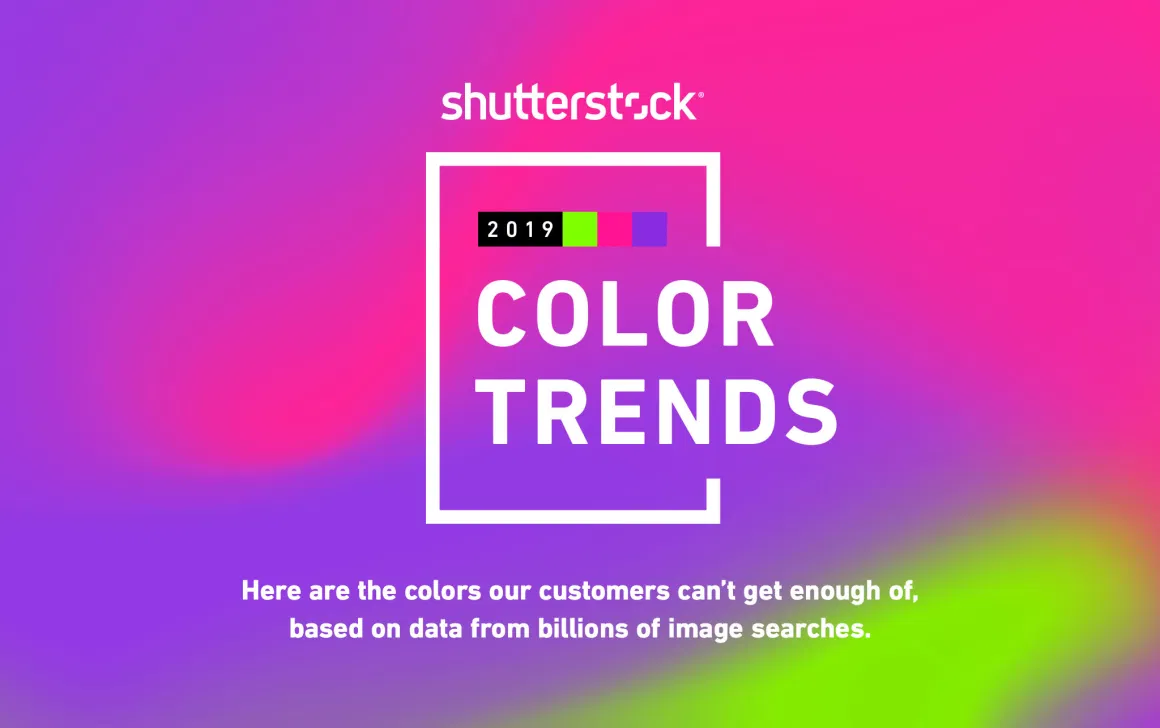 shutterstock®
2019
COLOR
TRENDS
Here are the colors our customers can’t get enough of,
based on data from billions of image searches.